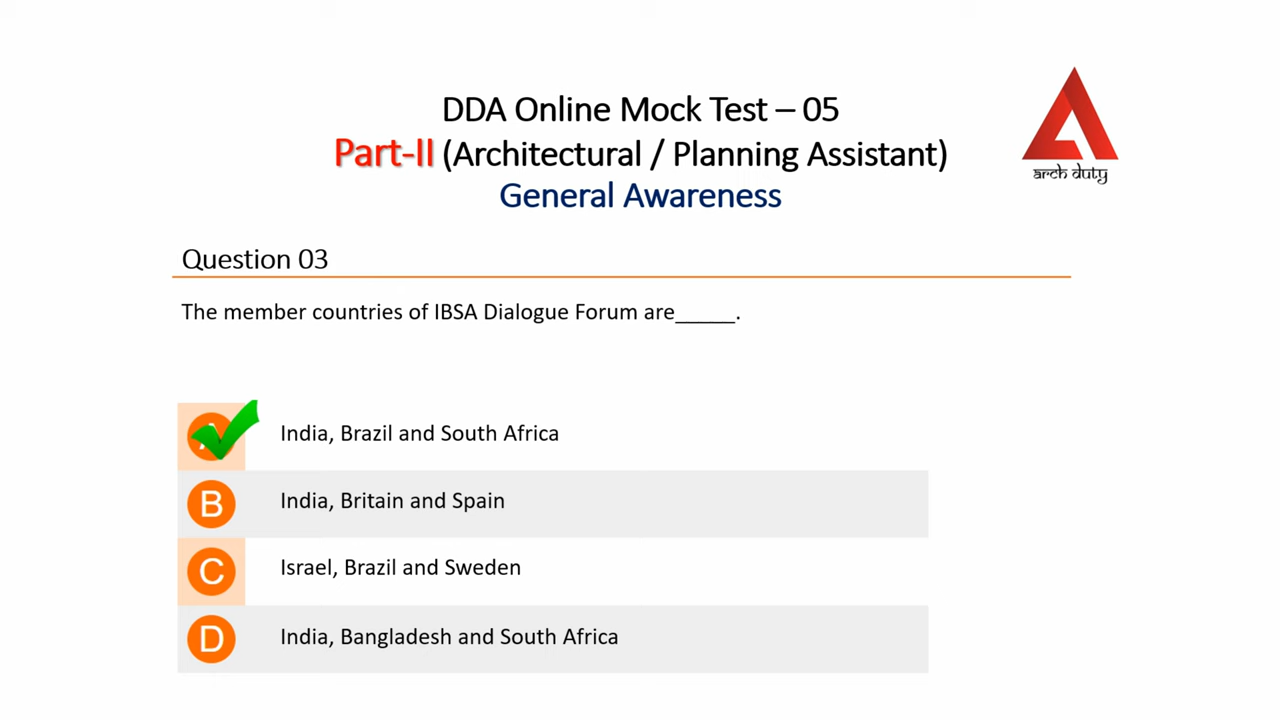 DDA Online Mock Test – 05
Part-II (Architectural / Planning Assistant)
General Awareness
arch duty
Question 03
The member countries of IBSA Dialogue Forum are_____.
A India, Brazil and South Africa
B India, Britain and Spain
C Israel, Brazil and Sweden
D India, Bangladesh and South Africa